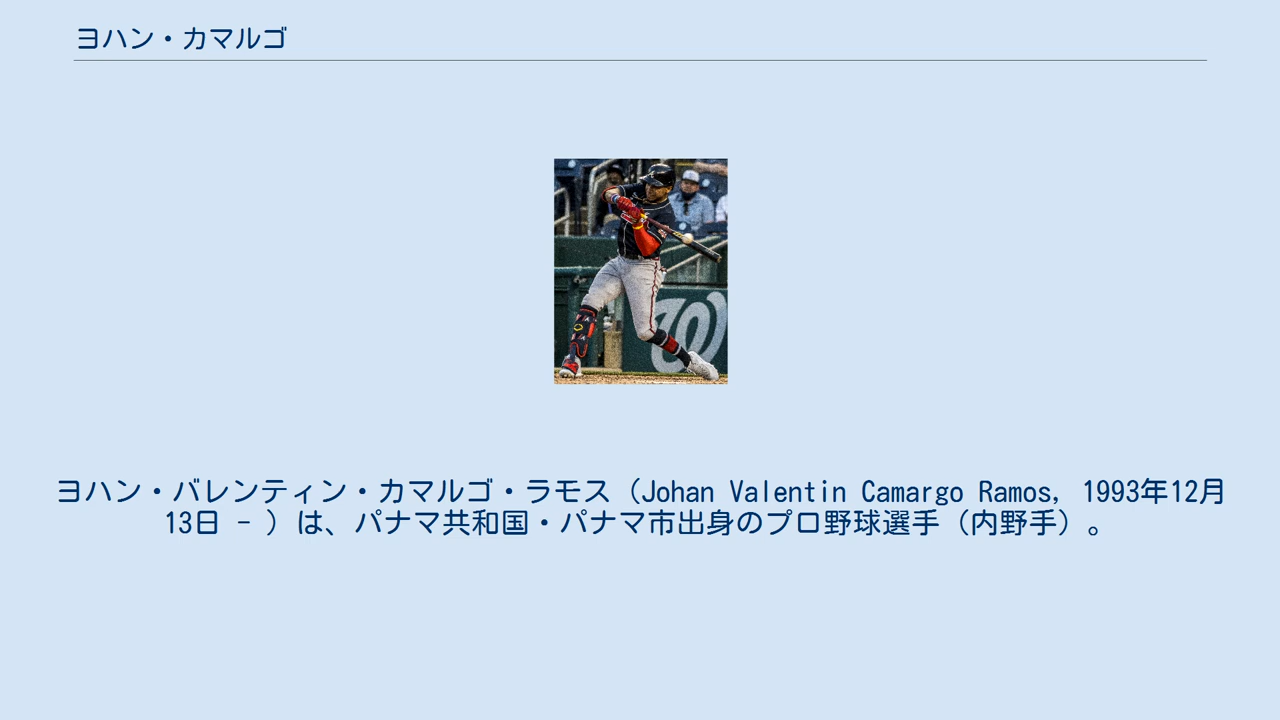 ヨハン・カマルゴ
W
ヨハン・バレンティン・カマルゴ・ラモス（Johan Valentin Camargo Ramos, 1993年12月
13日 - ）は、パナマ共和国・パナマ市出身のプロ野球選手（内野手）。